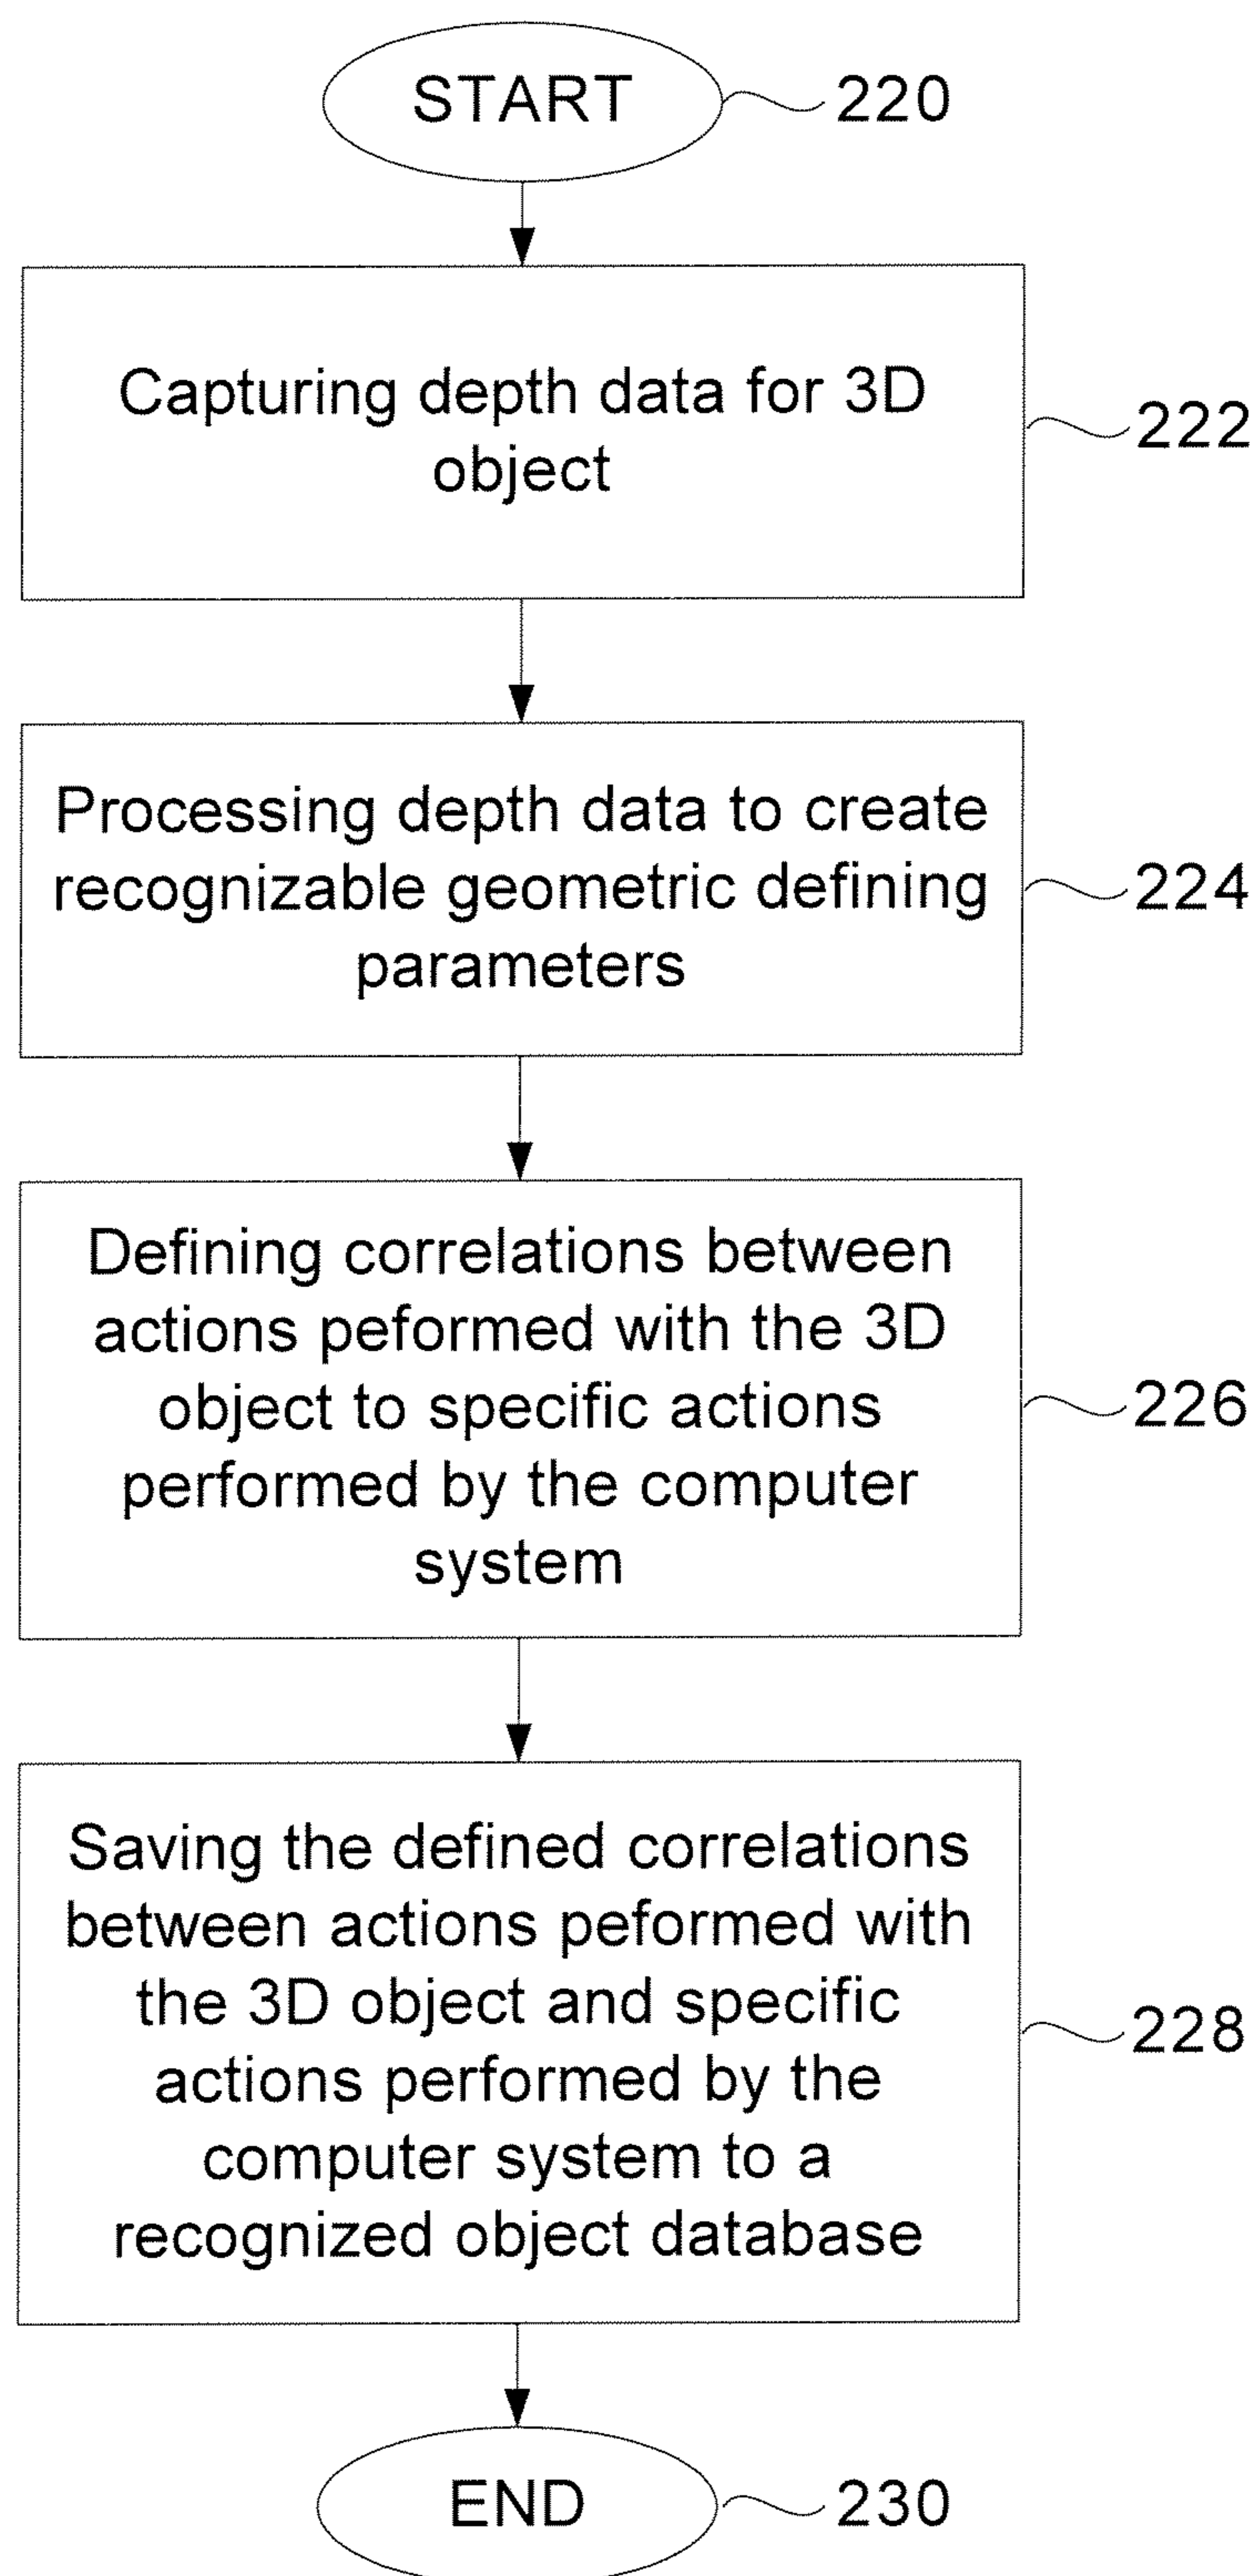 START
220
Capturing depth data for 3D
object
222
Processing depth data to create
recognizable geometric defining
parameters
224
Defining correlations between
actions peformed with the 3D
object to specific actions
performed by the computer
system
226
Saving the defined correlations
between actions peformed with
the 3D object and specific
actions performed by the
computer system to a
recognized object database
228
END
230